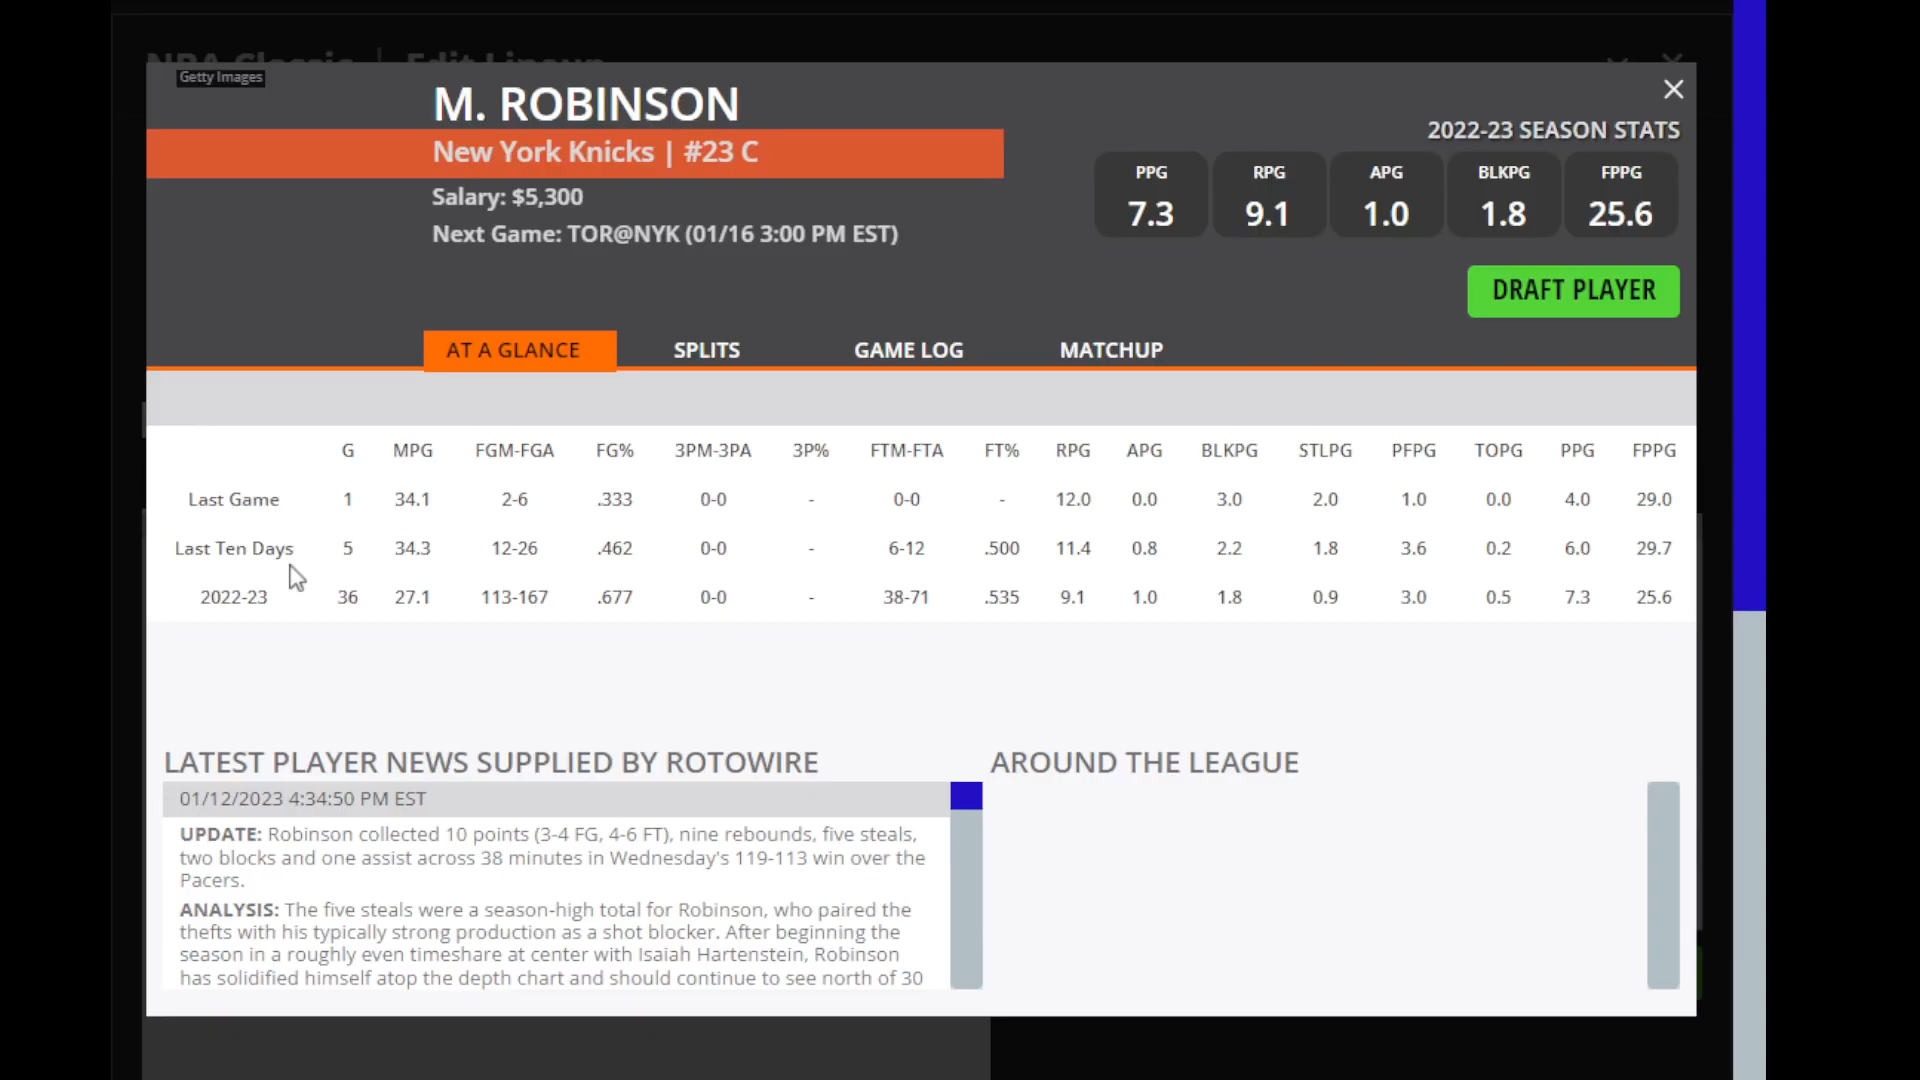 NBA Classic | Edit Lineup
Getty Images
M. ROBINSON
New York Knicks | #23 C
Salary: $5,300
Next Game: TOR@NYK (01/16 3:00 PM EST)
2022-23 SEASON STATS
PPG RPG APG BLKPG FPPG
7.3 9.1 1.0 1.8 25.6
DRAFT PLAYER
AT A GLANCE SPLITS GAME LOG MATCHUP
G MPG FGM-FGA FG% 3PM-3PA 3P% FTM-FTA FT% RPG APG BLKPG STLPG PFPG TOPG PPG FPPG
Last Game 1 34.1 2-6 .333 0-0 - 0-0 - 12.0 0.0 3.0 2.0 1.0 0.0 4.0 29.0
Last Ten Days 5 34.3 12-26 .462 0-0 - 6-12 .500 11.4 0.8 2.2 1.8 3.6 0.2 6.0 29.7
2022-23 36 27.1 113-167 .677 0-0 - 38-71 .535 9.1 1.0 1.8 0.9 3.0 0.5 7.3 25.6
LATEST PLAYER NEWS SUPPLIED BY ROTOWIRE
01/12/2023 4:34:50 PM EST
UPDATE: Robinson collected 10 points (3-4 FG, 4-6 FT), nine rebounds, five steals,
two blocks and one assist across 38 minutes in Wednesday's 119-113 win over the
Pacers.
ANALYSIS: The five steals were a season-high total for Robinson, who paired the
thefts with his typically strong production as a shot blocker. After beginning the
season in a roughly even timeshare at center with Isaiah Hartenstein, Robinson
has solidified himself atop the depth chart and should continue to see north of 30
AROUND THE LEAGUE